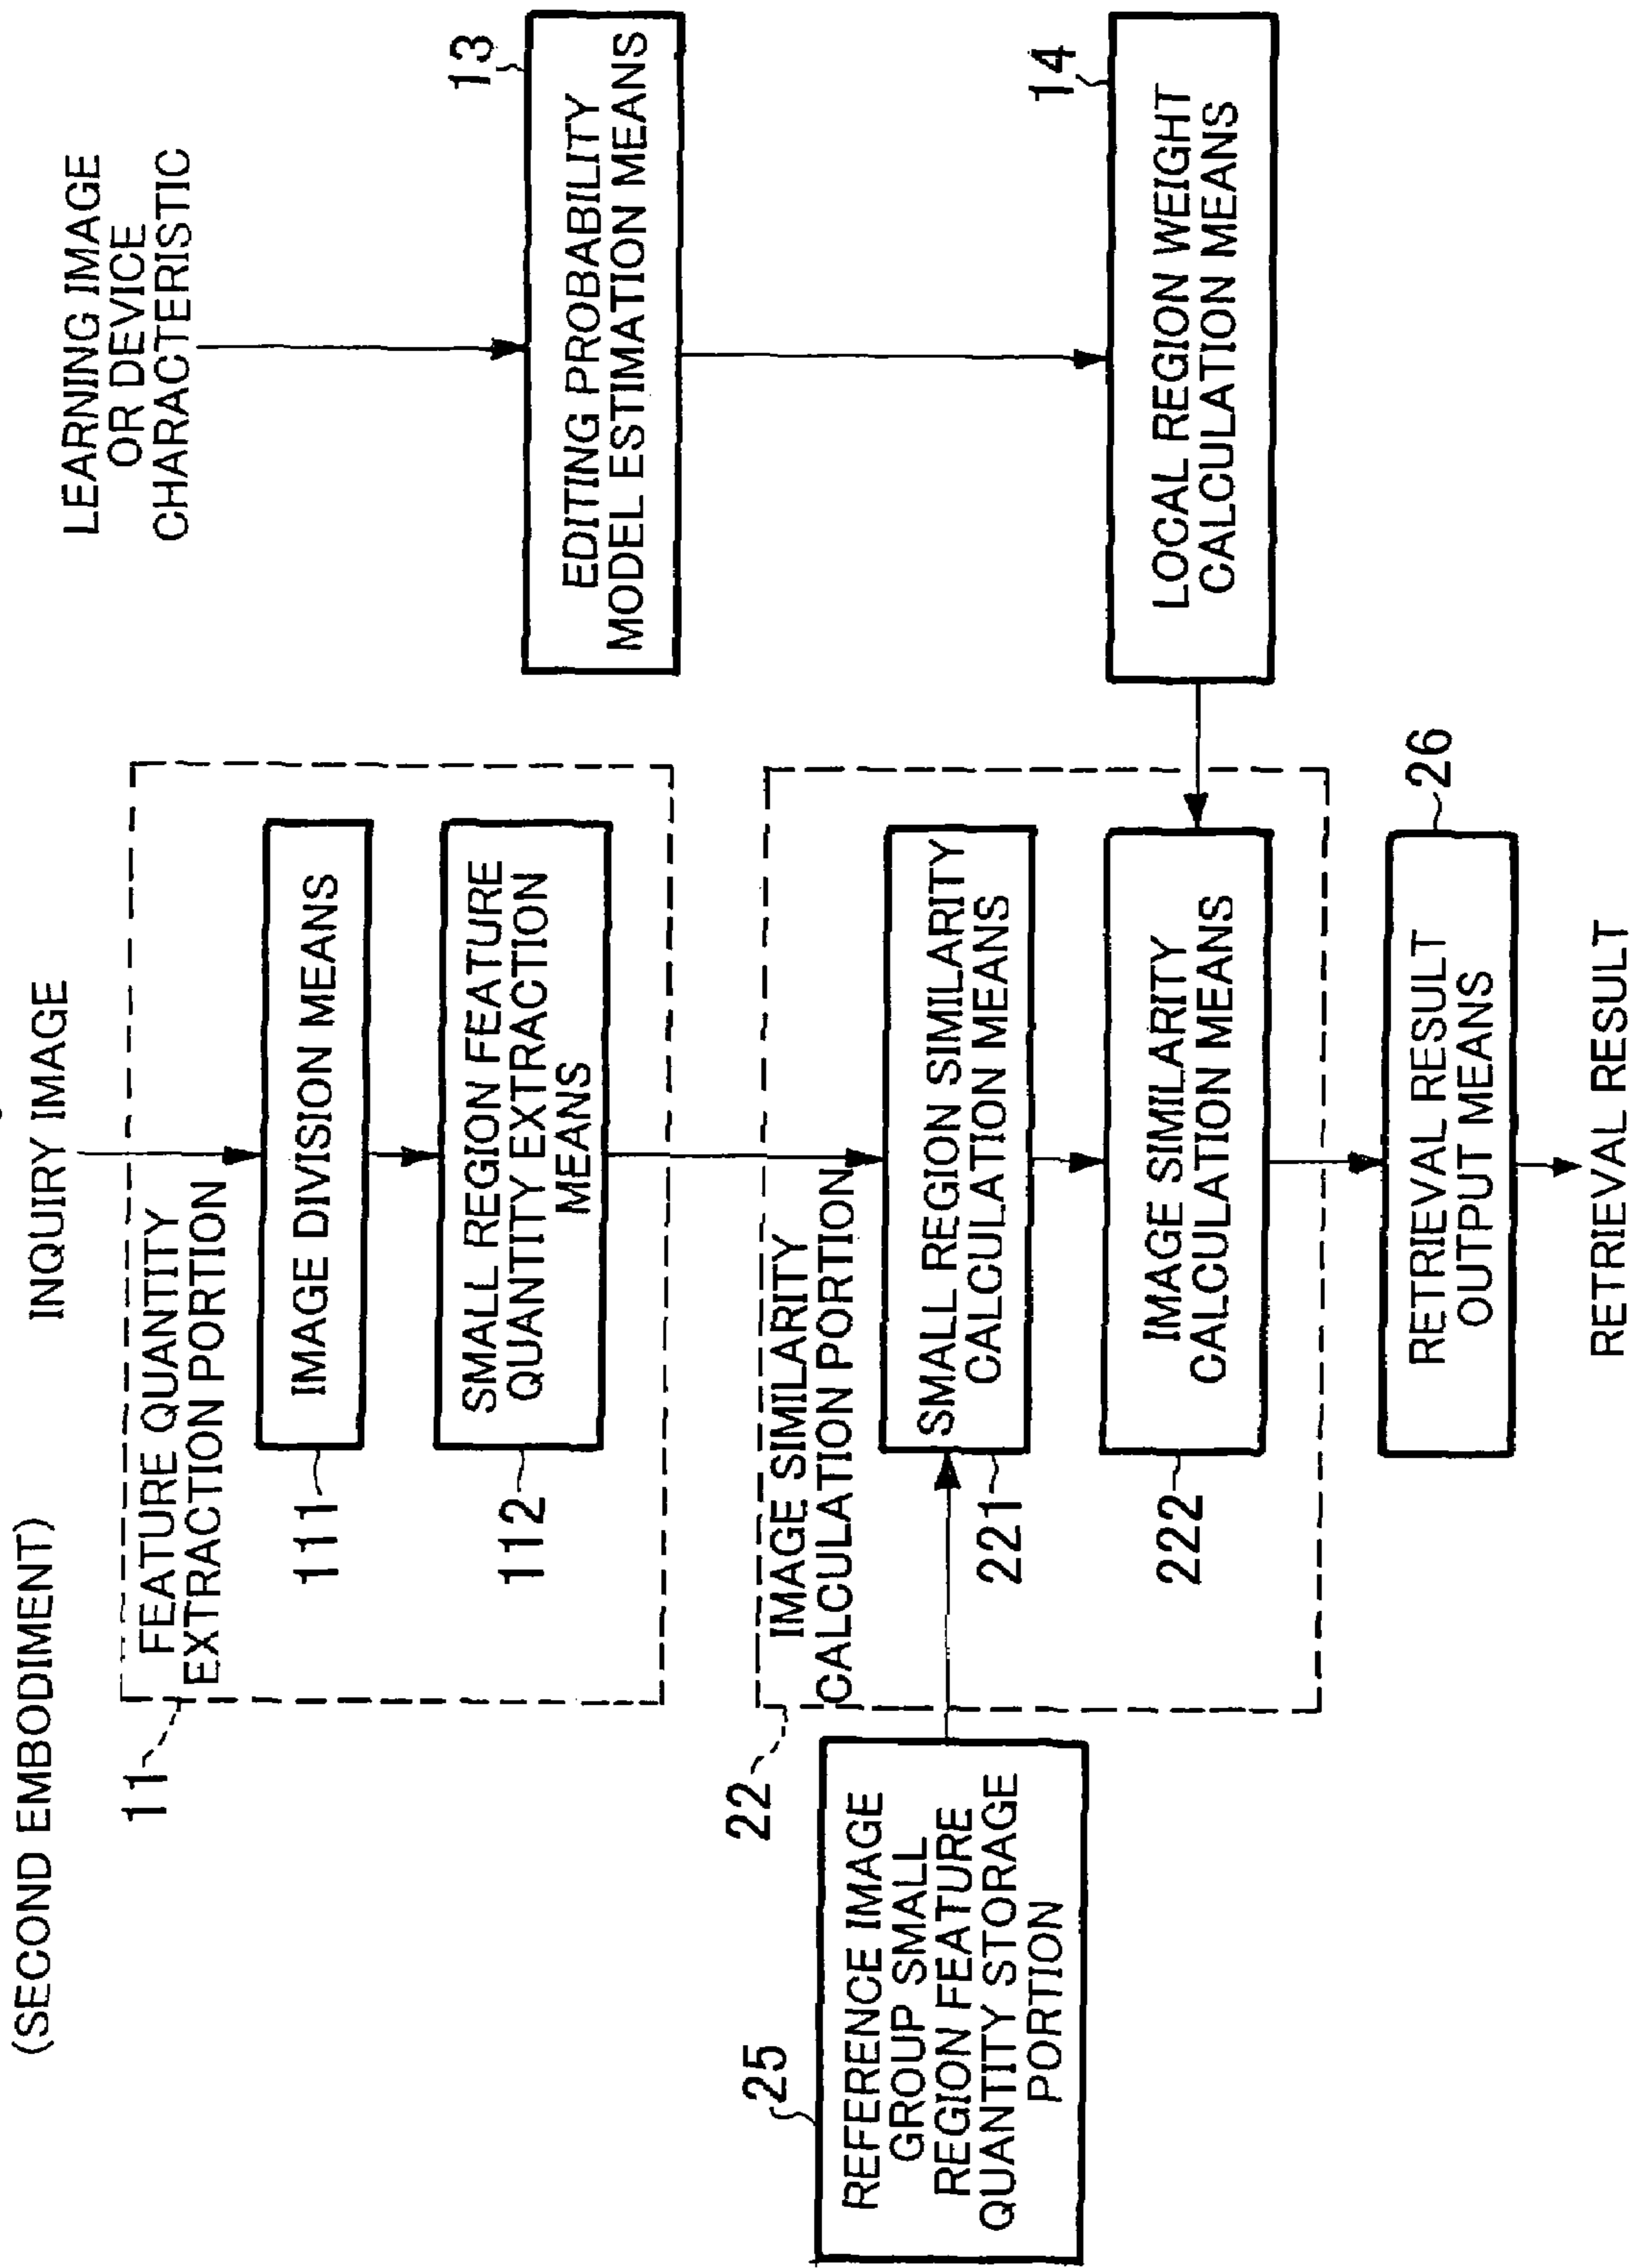 (SECOND EMBODIMENT)
INQUIRY IMAGE
LEARNING IMAGE
OR DEVICE
CHARACTERISTIC
11
FEATURE QUANTITY
EXTRACTION PORTION
111
IMAGE DIVISION MEANS
112
SMALL REGION FEATURE
QUANTITY EXTRACTION
MEANS
13
EDITING PROBABILITY
MODEL ESTIMATION MEANS
22
IMAGE SIMILARITY
CALCULATION PORTION
25
REFERENCE IMAGE
GROUP SMALL
REGION FEATURE
QUANTITY STORAGE
PORTION
221
SMALL REGION SIMILARITY
CALCULATION MEANS
222
IMAGE SIMILARITY
CALCULATION MEANS
14
LOCAL REGION WEIGHT
CALCULATION MEANS
26
RETRIEVAL RESULT
OUTPUT MEANS
RETRIEVAL RESULT